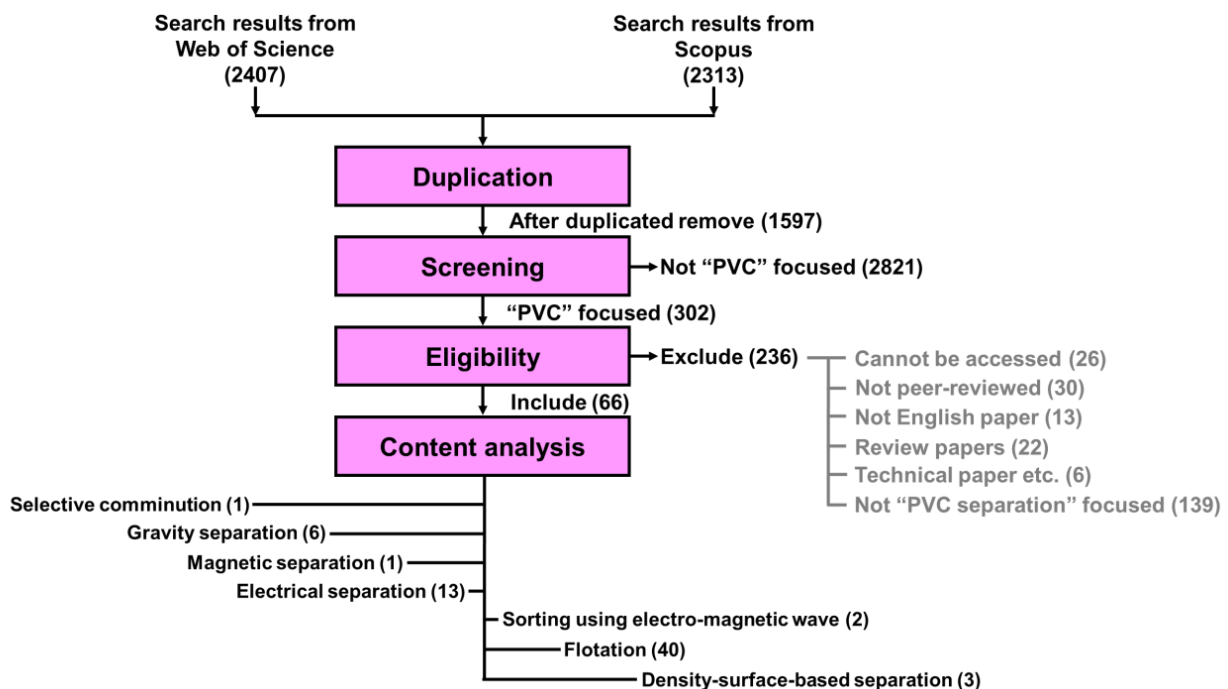 Search results from
Web of Science
(2407)
Search results from
Scopus
(2313)
Duplication
After duplicated remove (1597)
Screening
Not “PVC” focused (2821)
“PVC” focused (302)
Eligibility
Exclude (236)
Cannot be accessed (26)
Not peer-reviewed (30)
Not English paper (13)
Review papers (22)
Technical paper etc. (6)
Not “PVC separation” focused (139)
Include (66)
Content analysis
Selective comminution (1)
Gravity separation (6)
Magnetic separation (1)
Electrical separation (13)
Sorting using electro-magnetic wave (2)
Flotation (40)
Density-surface-based separation (3)